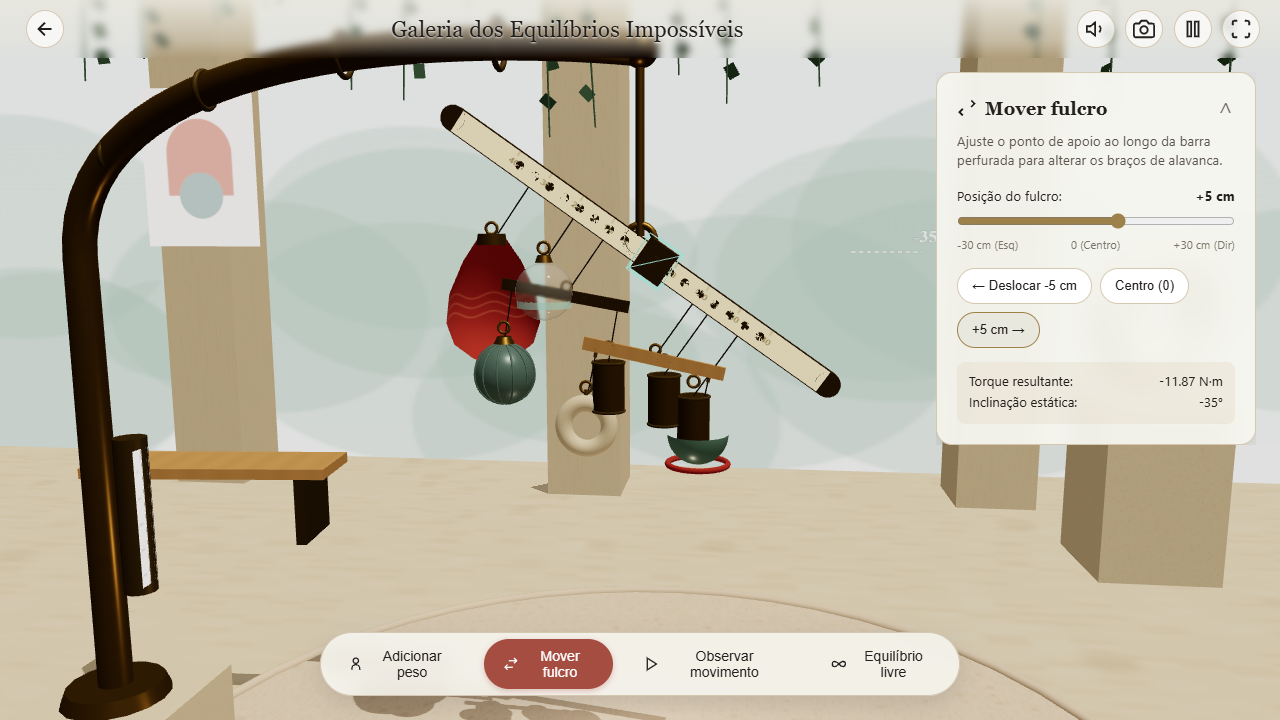 Galeria dos Equilíbrios Impossíveis
Mover fulcro
Ajuste o ponto de apoio ao longo da barra
perfurada para alterar os braços de alavanca.
Posição do fulcro: +5 cm
-30 cm (Esq) 0 (Centro) +30 cm (Dir)
← Deslocar -5 cm Centro (0)
+5 cm →
Torque resultante: -11.87 N·m
Inclinação estática: -35°
-35
Adicionar
peso
Mover
fulcro
Observar
movimento
Equilíbrio
livre